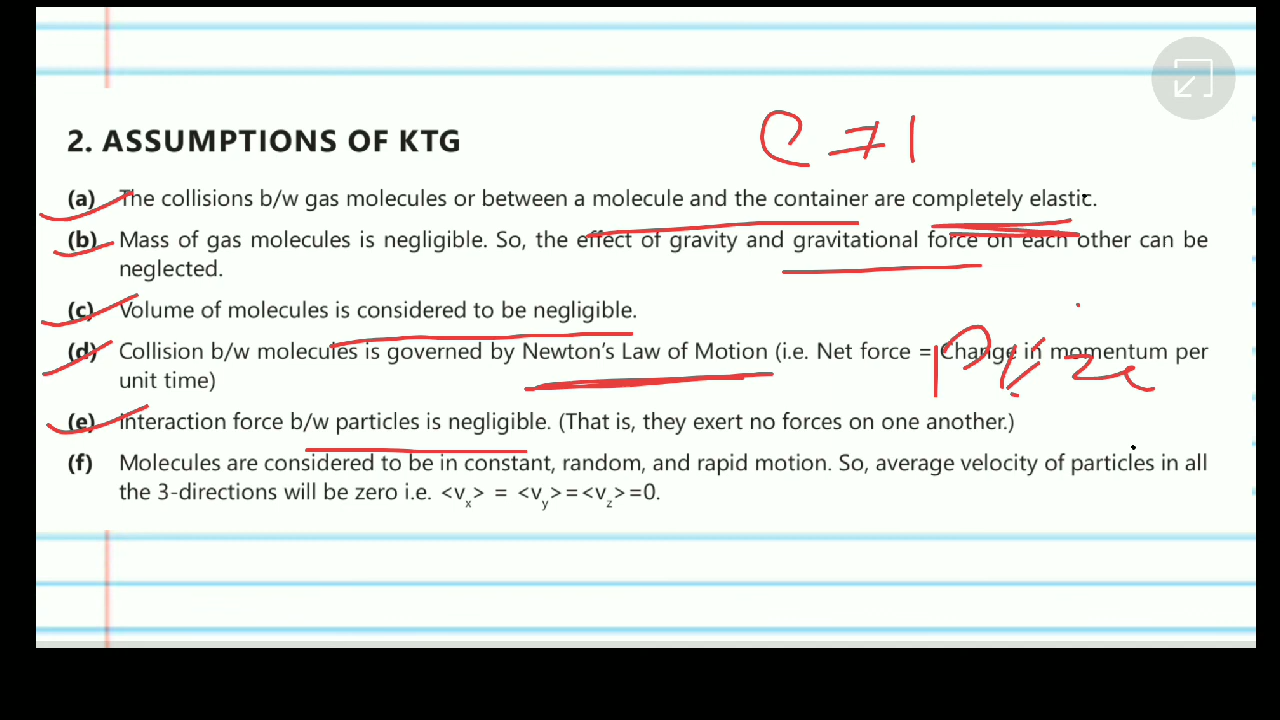 2. ASSUMPTIONS OF KTG
(a) The collisions b/w gas molecules or between a molecule and the container are completely elastic.
(b) Mass of gas molecules is negligible. So, the effect of gravity and gravitational force on each other can be
neglected.
(c) Volume of molecules is considered to be negligible.
(d) Collision b/w molecules is governed by Newton's Law of Motion (i.e. Net force = Change in momentum per
unit time)
(e) Interaction force b/w particles is negligible. (That is, they exert no forces on one another.)
(f) Molecules are considered to be in constant, random, and rapid motion. So, average velocity of particles in all
the 3-directions will be zero i.e. <vₓ> = <v_y>=<v_z>=0.